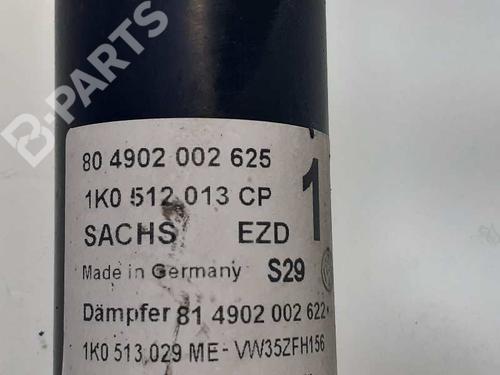 B-PARTS
80 4902 002 625
1K0 512 013 CP
1
SACHS EZD
Made in Germany S29
Dämpfer 81 4902 002 622
1K0 513 029 ME - VW35ZFH156